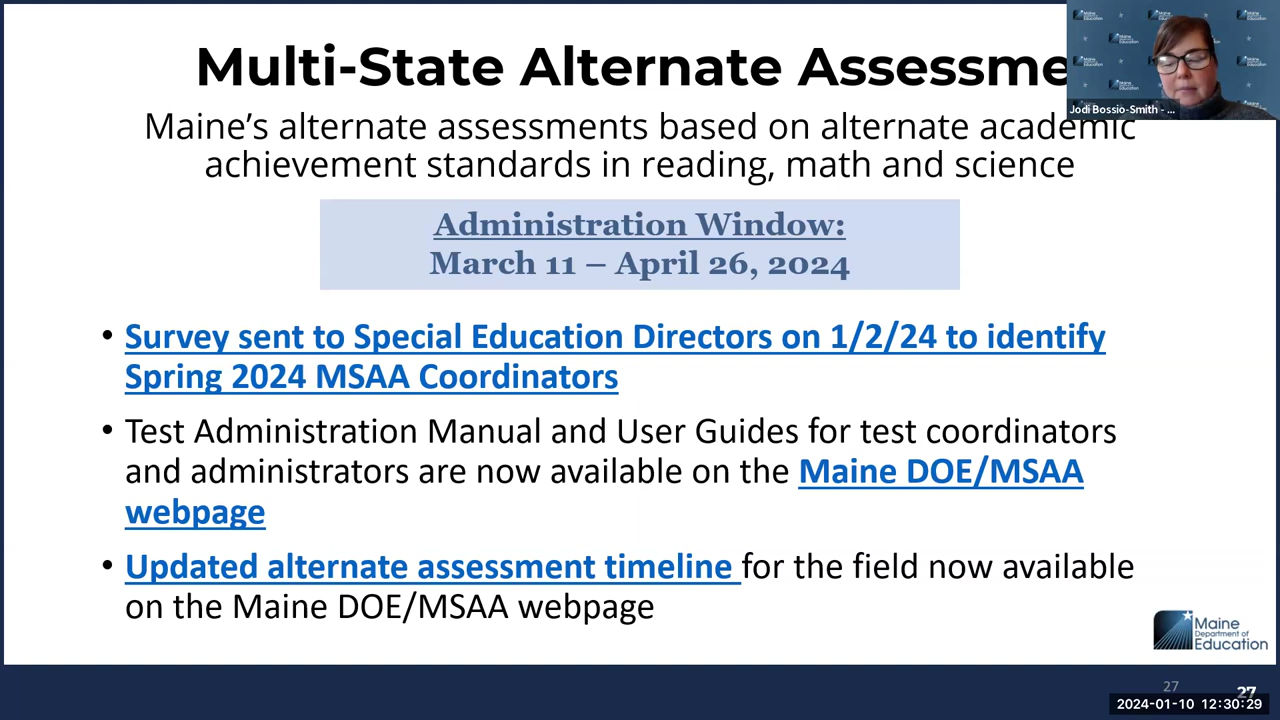 Multi-State Alternate Assessme
Maine's alternate assessments based on alternate academic
achievement standards in reading, math and science
Administration Window:
March 11 – April 26, 2024
• Survey sent to Special Education Directors on 1/2/24 to identify
Spring 2024 MSAA Coordinators
• Test Administration Manual and User Guides for test coordinators
and administrators are now available on the Maine DOE/MSAA
webpage
• Updated alternate assessment timeline for the field now available
on the Maine DOE/MSAA webpage
Jodi Bossio-Smith - ...
Maine
Department of
Education
27
27
2024-01-10 12:30:29